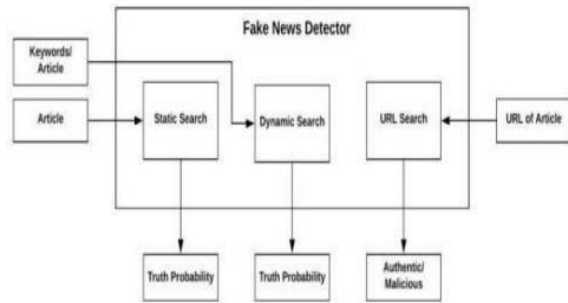 Fake News Detector
Keywords/
Article
Article
Static Search
Dynamic Search
URL Search
URL of Article
Truth Probability
Truth Probability
Authentic/
Malicious